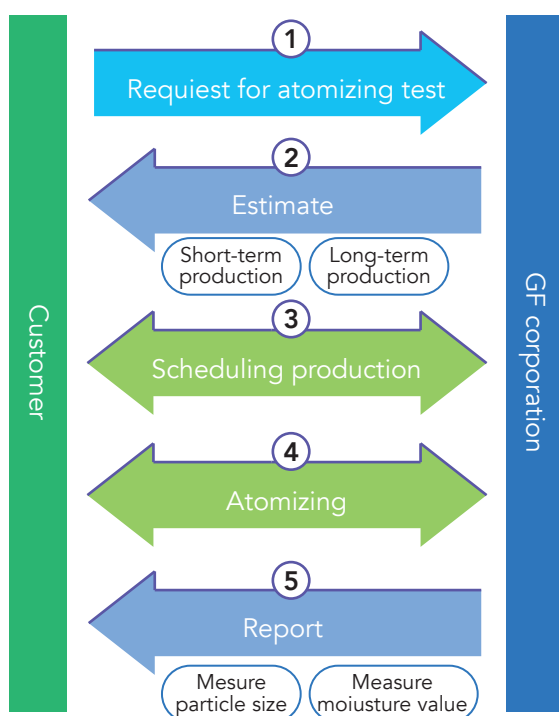 1
Requiest for atomizing test
2
Estimate
Short-term
production
Long-term
production
3
Scheduling production
4
Atomizing
5
Report
Mesure
particle size
Measure
moiusture value
Customer
GF corporation